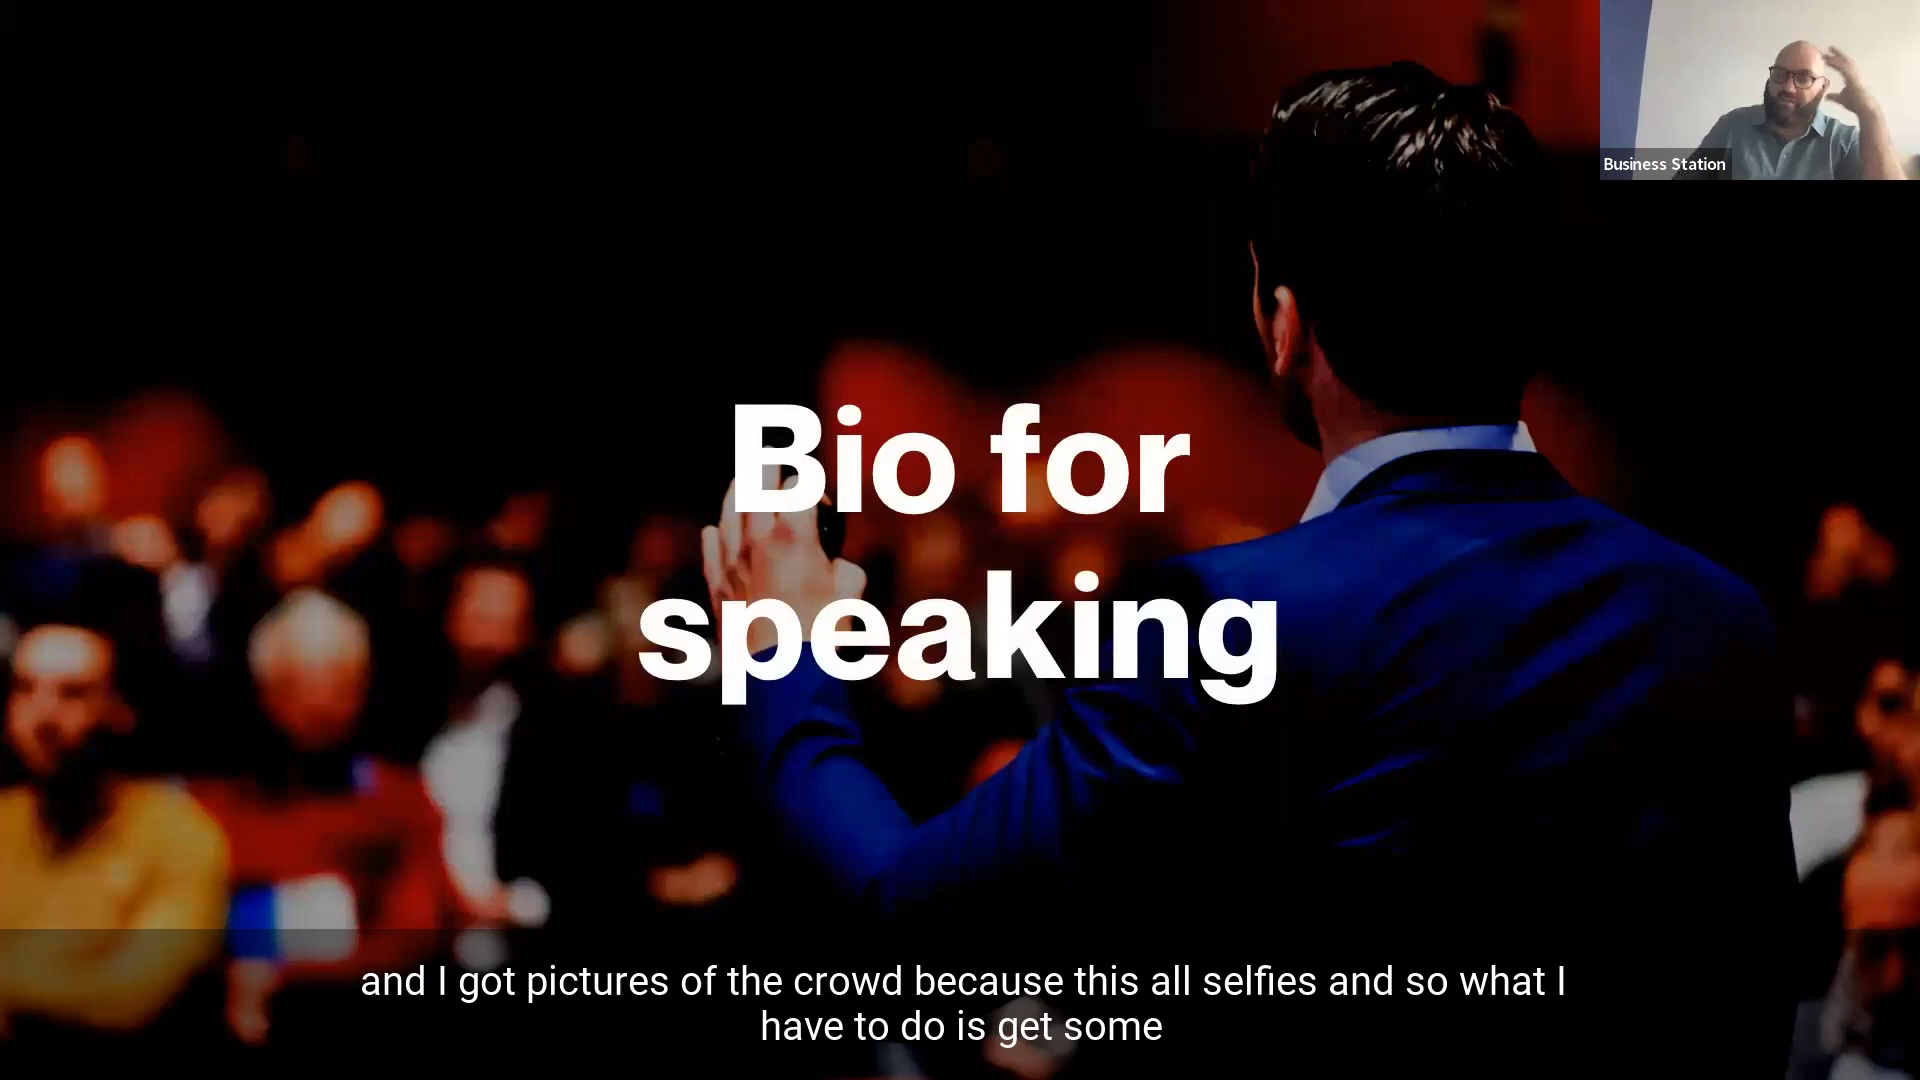 Business Station
Bio for
speaking
and I got pictures of the crowd because this all selfies and so what I
have to do is get some